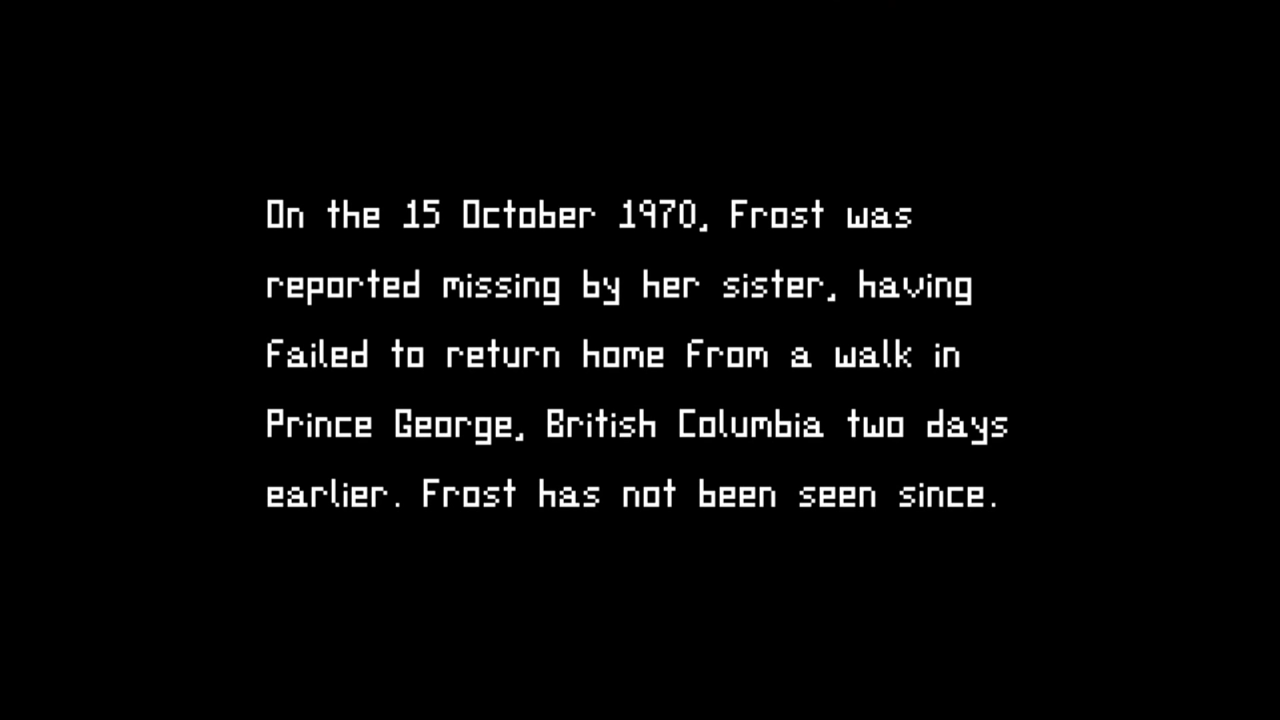 On the 15 October 1970, Frost was
reported missing by her sister, having
failed to return home from a walk in
Prince George, British Columbia two days
earlier. Frost has not been seen since.